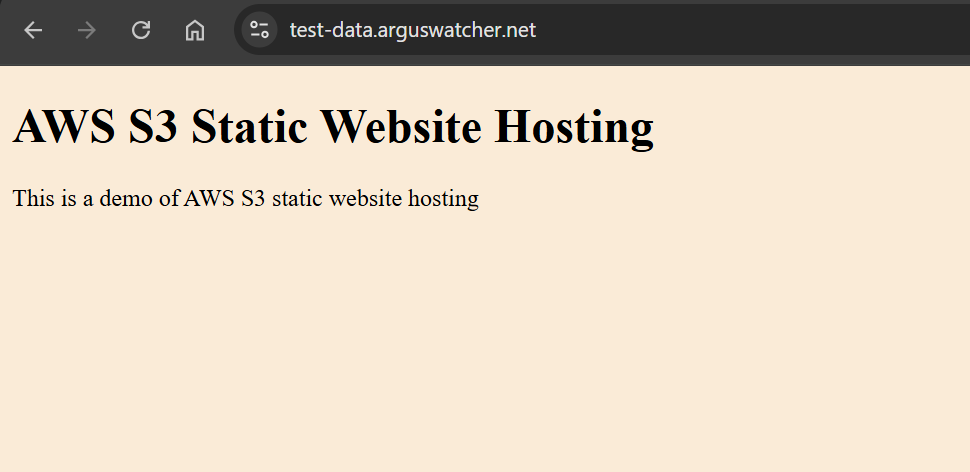 test-data.arguswatcher.net
AWS S3 Static Website Hosting
This is a demo of AWS S3 static website hosting